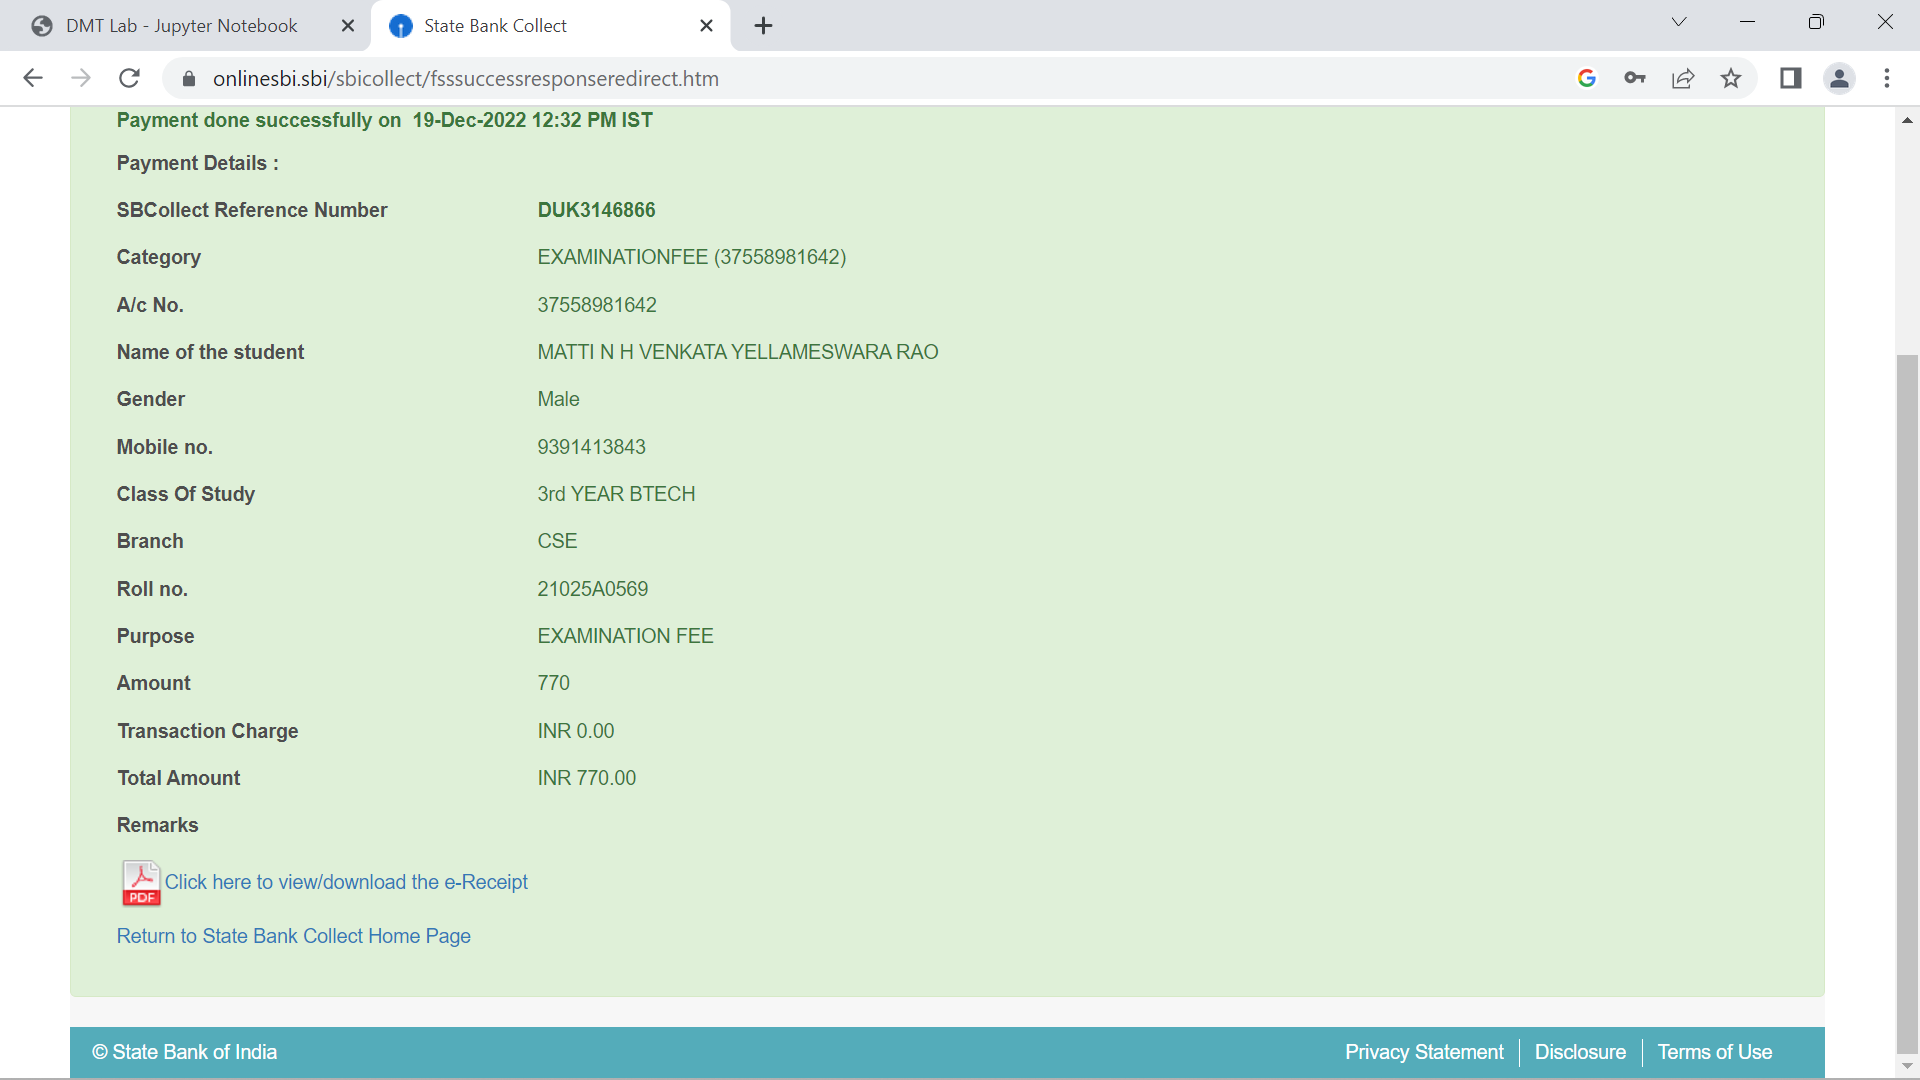 DMT Lab - Jupyter Notebook
State Bank Collect
onlinesbi.sbi/sbicollect/fsssuccessresponseredirect.htm
Payment done successfully on 19-Dec-2022 12:32 PM IST
Payment Details :
SBCollect Reference Number DUK3146866
Category EXAMINATIONFEE (37558981642)
A/c No. 37558981642
Name of the student MATTI N H VENKATA YELLAMESWARA RAO
Gender Male
Mobile no. 9391413843
Class Of Study 3rd YEAR BTECH
Branch CSE
Roll no. 21025A0569
Purpose EXAMINATION FEE
Amount 770
Transaction Charge INR 0.00
Total Amount INR 770.00
Remarks
PDF Click here to view/download the e-Receipt
Return to State Bank Collect Home Page
© State Bank of India Privacy Statement Disclosure Terms of Use